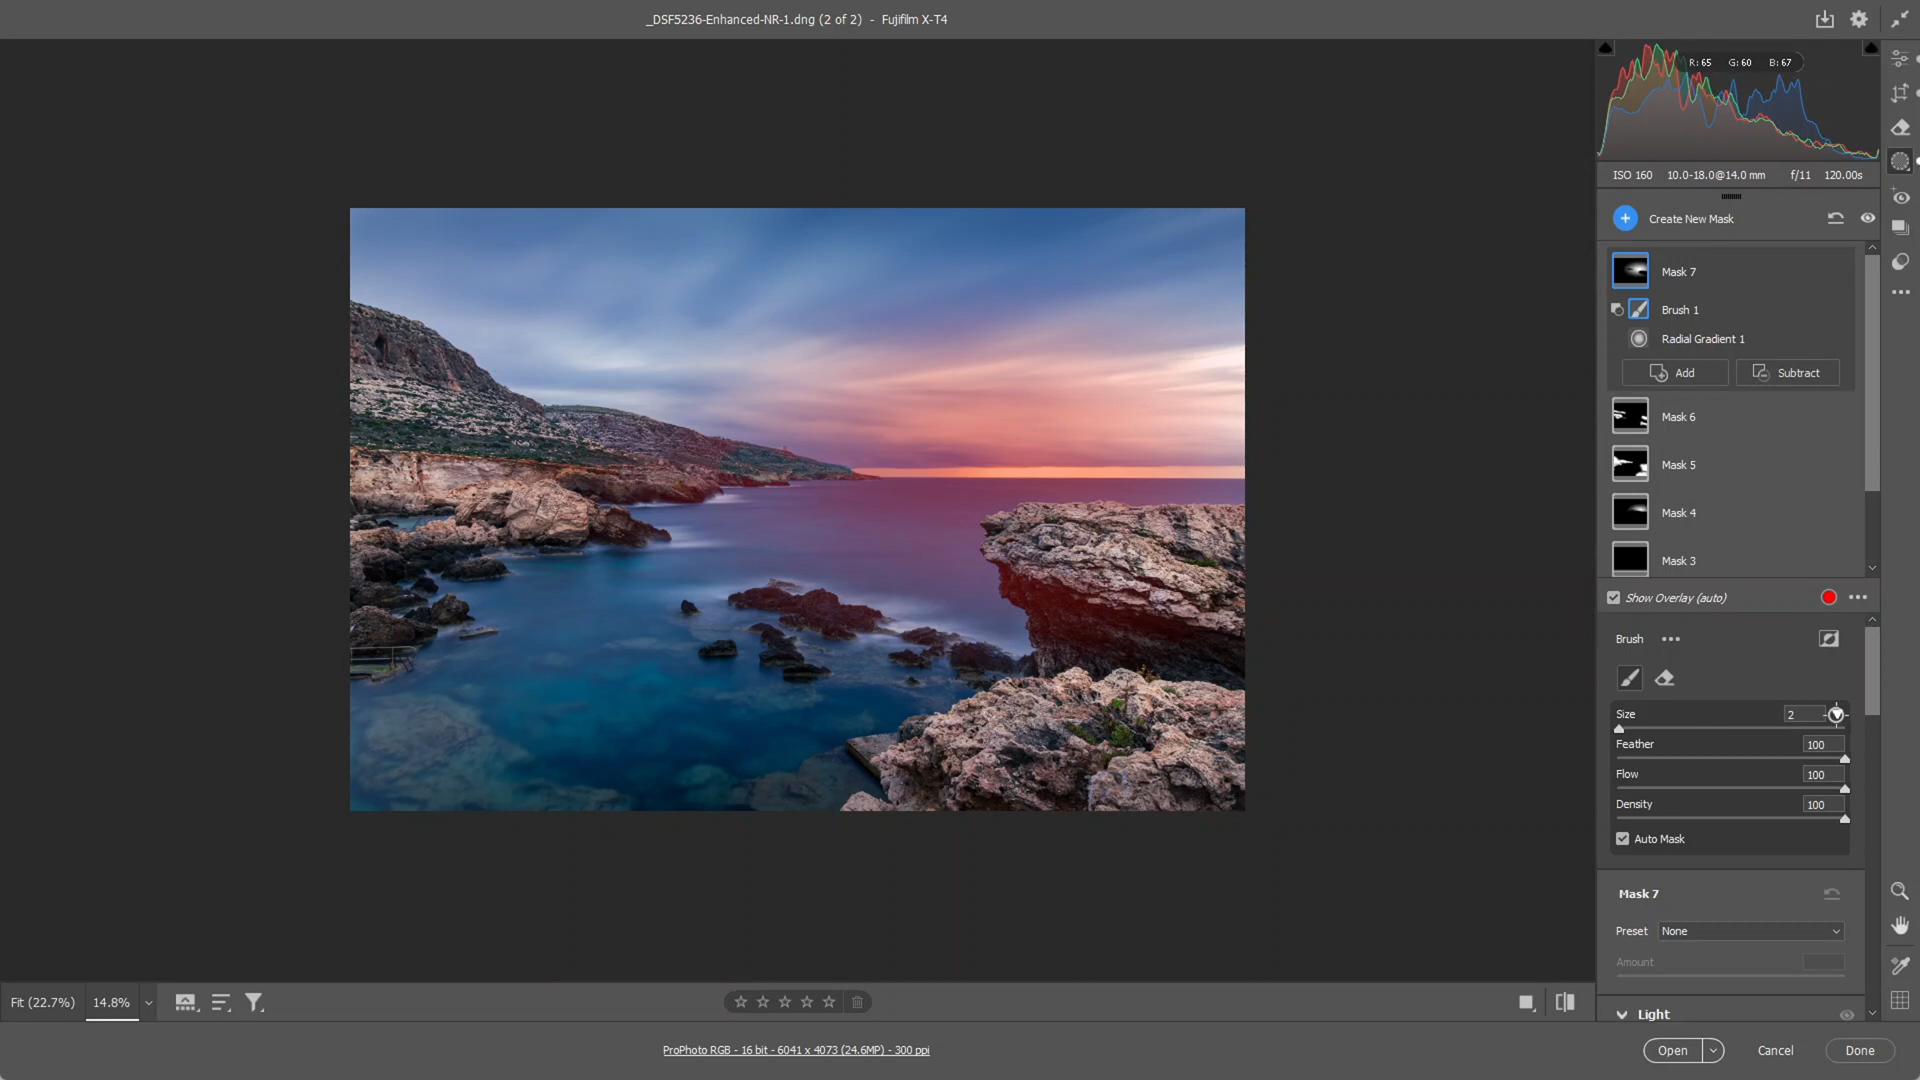 _DSF5236-Enhanced-NR-1.dng (2 of 2) - Fujifilm X-T4
R: 65 G: 60 B: 67
ISO 160 10.0-18.0@14.0 mm f/11 120.00s
Create New Mask
Mask 7
Brush 1
Radial Gradient 1
Add Subtract
Mask 6
Mask 5
Mask 4
Mask 3
Show Overlay (auto)
Brush
Size 2
Feather 100
Flow 100
Density 100
Auto Mask
Mask 7
Preset None
Amount
Light
Fit (22.7%) 14.8%
ProPhoto RGB - 16 bit - 6041 x 4073 (24.6MP) - 300 ppi
Open Cancel Done